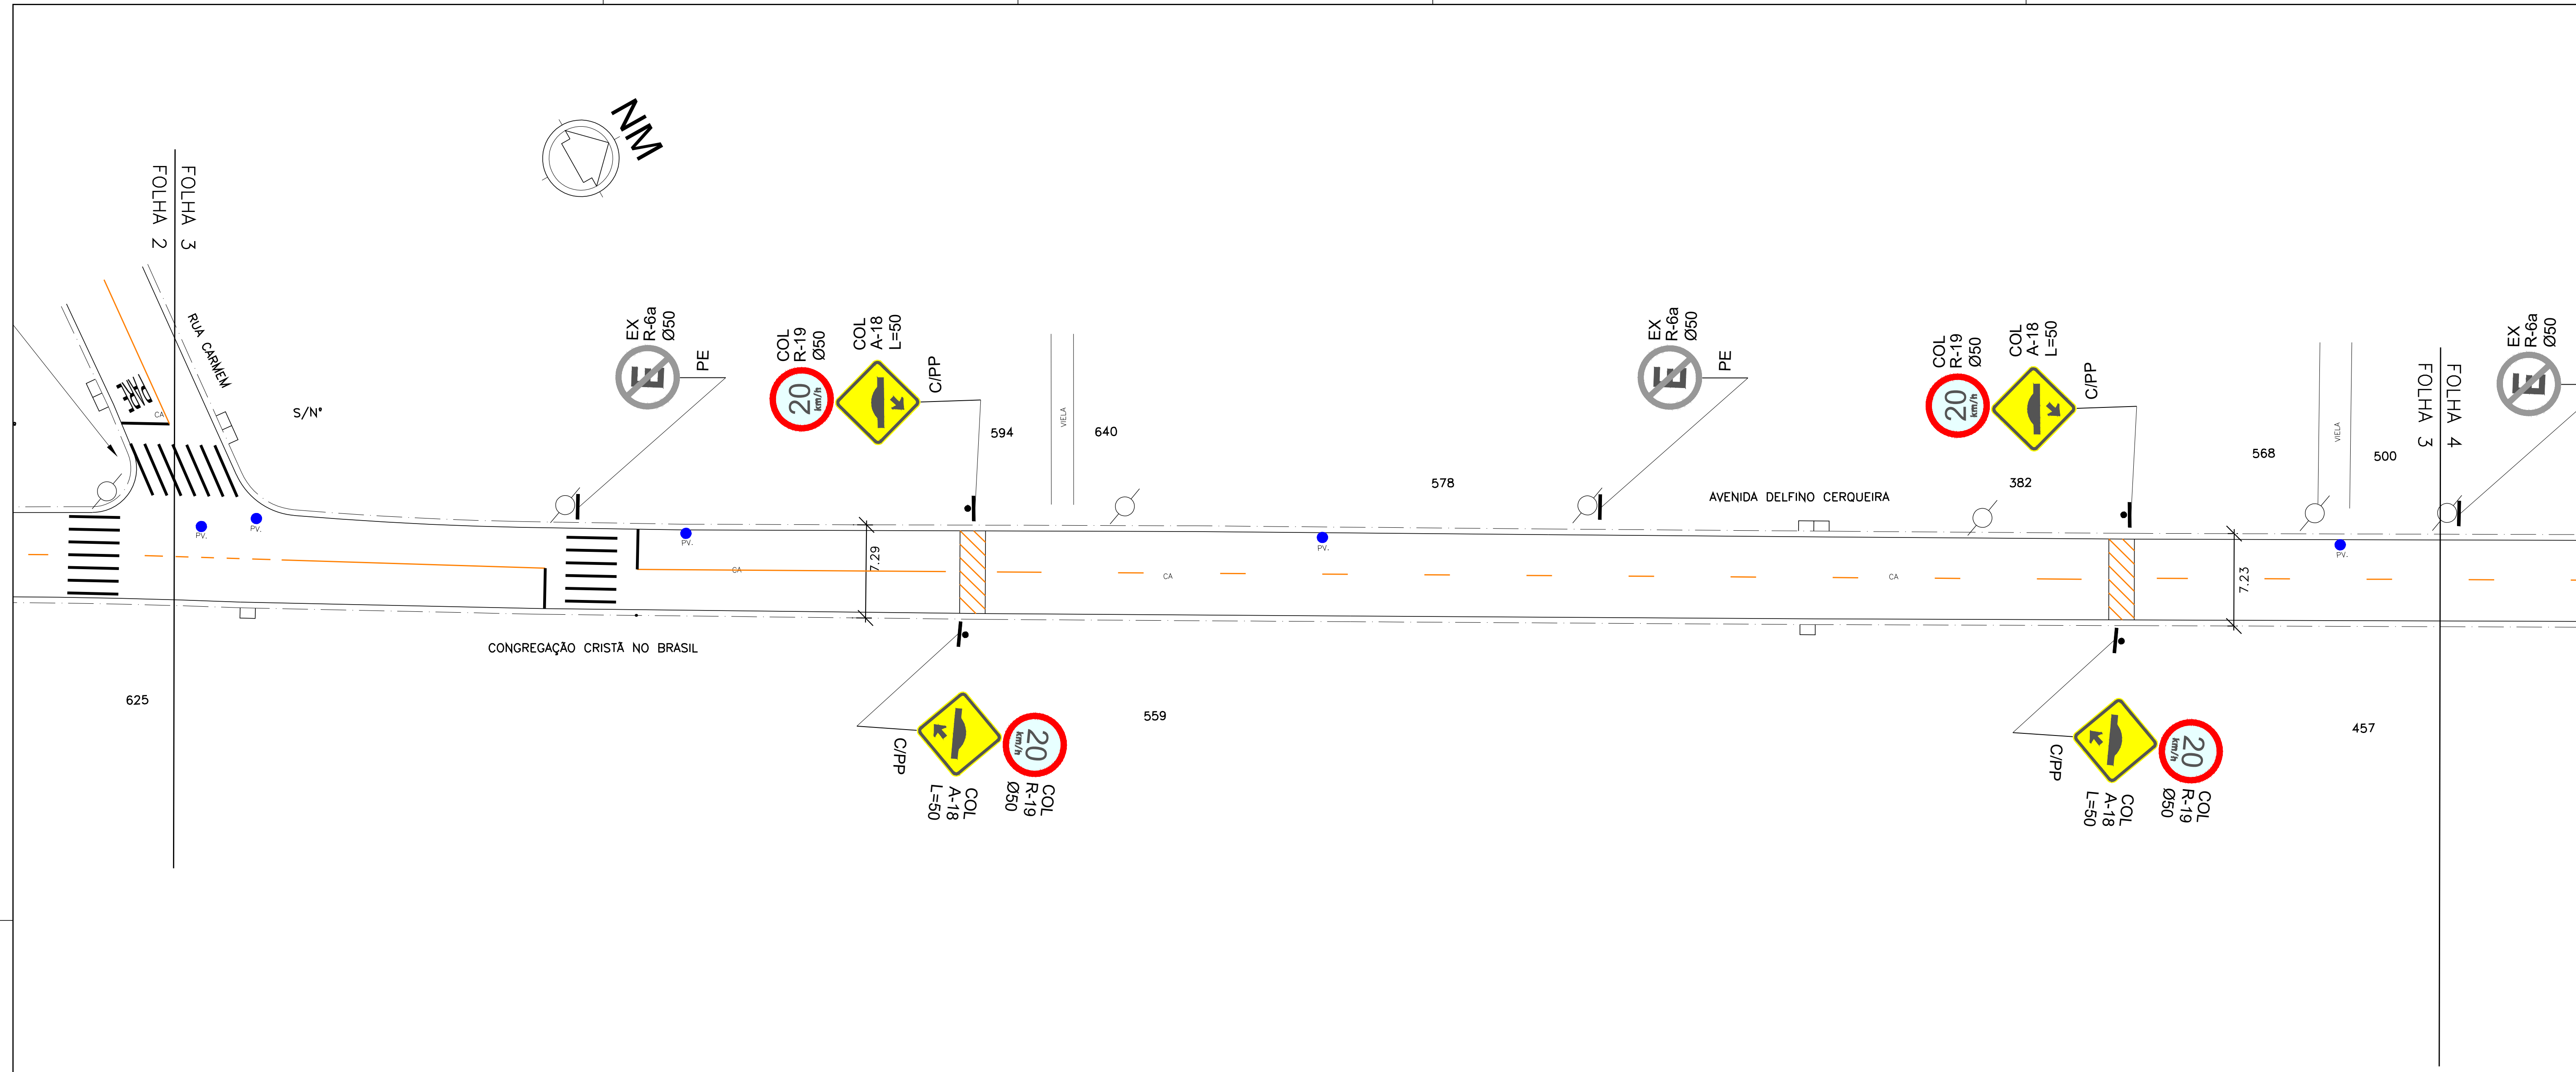 NM
FOLHA 2
FOLHA 3
RUA CARMEM
CA
S/Nº
PV.
PV.
EX
R-6a
Ø50
E
PE
COL
R-19
Ø50
20
km/h
COL
A-18
L=50
C/PP
594
VIELA
640
578
EX
R-6a
Ø50
E
PE
AVENIDA DELFINO CERQUEIRA
COL
R-19
Ø50
20
km/h
COL
A-18
L=50
C/PP
382
568
VIELA
500
FOLHA 3
FOLHA 4
EX
R-6a
Ø50
E
PV.
CA
7.29
PV.
CA
CA
PV.
7.23
CONGREGAÇÃO CRISTÃ NO BRASIL
625
C/PP
COL
A-18
L=50
20
km/h
COL
R-19
Ø50
559
C/PP
COL
A-18
L=50
20
km/h
COL
R-19
Ø50
457